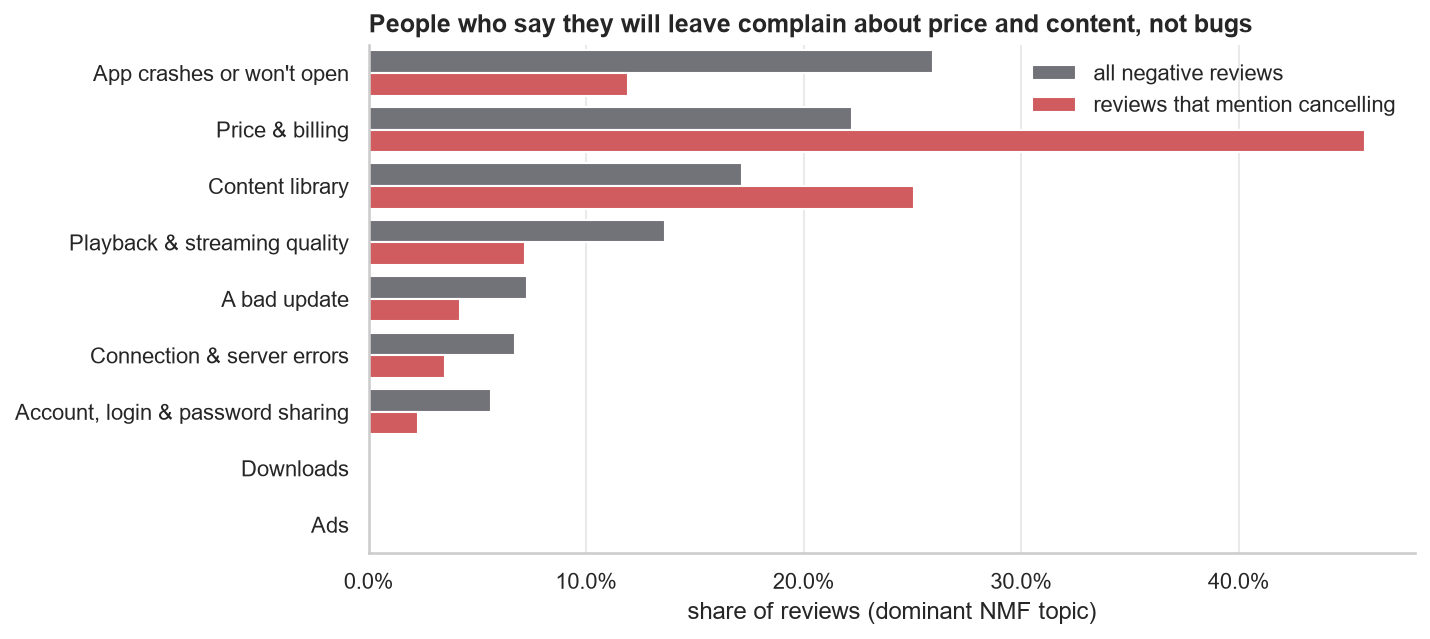 People who say they will leave complain about price and content, not bugs
all negative reviews
reviews that mention cancelling
App crashes or won't open
Price & billing
Content library
Playback & streaming quality
A bad update
Connection & server errors
Account, login & password sharing
Downloads
Ads
0.0% 10.0% 20.0% 30.0% 40.0%
share of reviews (dominant NMF topic)